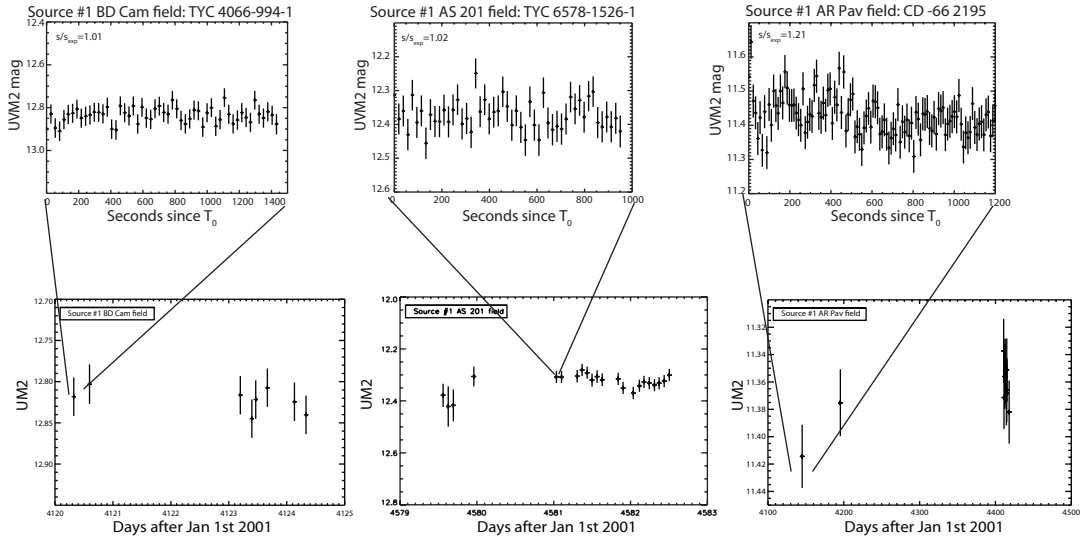 Source #1 BD Cam field: TYC 4066-994-1
s/s_exp=1.01
UVM2 mag
12.4
12.6
12.8
13.0
0 200 400 600 800 1000 1200 1400
Seconds since T_0
Source #1 AS 201 field: TYC 6578-1526-1
s/s_exp=1.02
UVM2 mag
12.2
12.3
12.4
12.5
12.6
0 200 400 600 800 1000
Seconds since T_0
Source #1 AR Pav field: CD -66 2195
s/s_exp=1.21
UVM2 mag
11.6
11.5
11.4
11.3
11.2
0 200 400 600 800 1000 1200
Seconds since T_0
Source #1 BD Cam field
UM2
12.70
12.75
12.80
12.85
12.90
4120 4121 4122 4123 4124 4125
Days after Jan 1st 2001
Source #1 AS 201 field
UM2
12.0
12.2
12.4
12.6
12.8
4579 4580 4581 4582 4583
Days after Jan 1st 2001
Source #1 AR Pav field
UM2
11.32
11.34
11.36
11.38
11.40
11.42
11.44
4100 4200 4300 4400 4500
Days after Jan 1st 2001